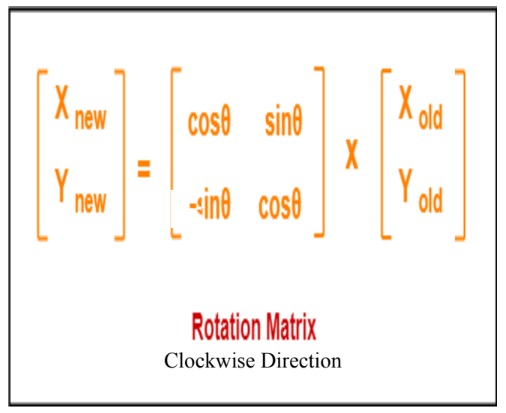 X new = cosθ sinθ X X old
Y new -sinθ cosθ Y old
Rotation Matrix
Clockwise Direction